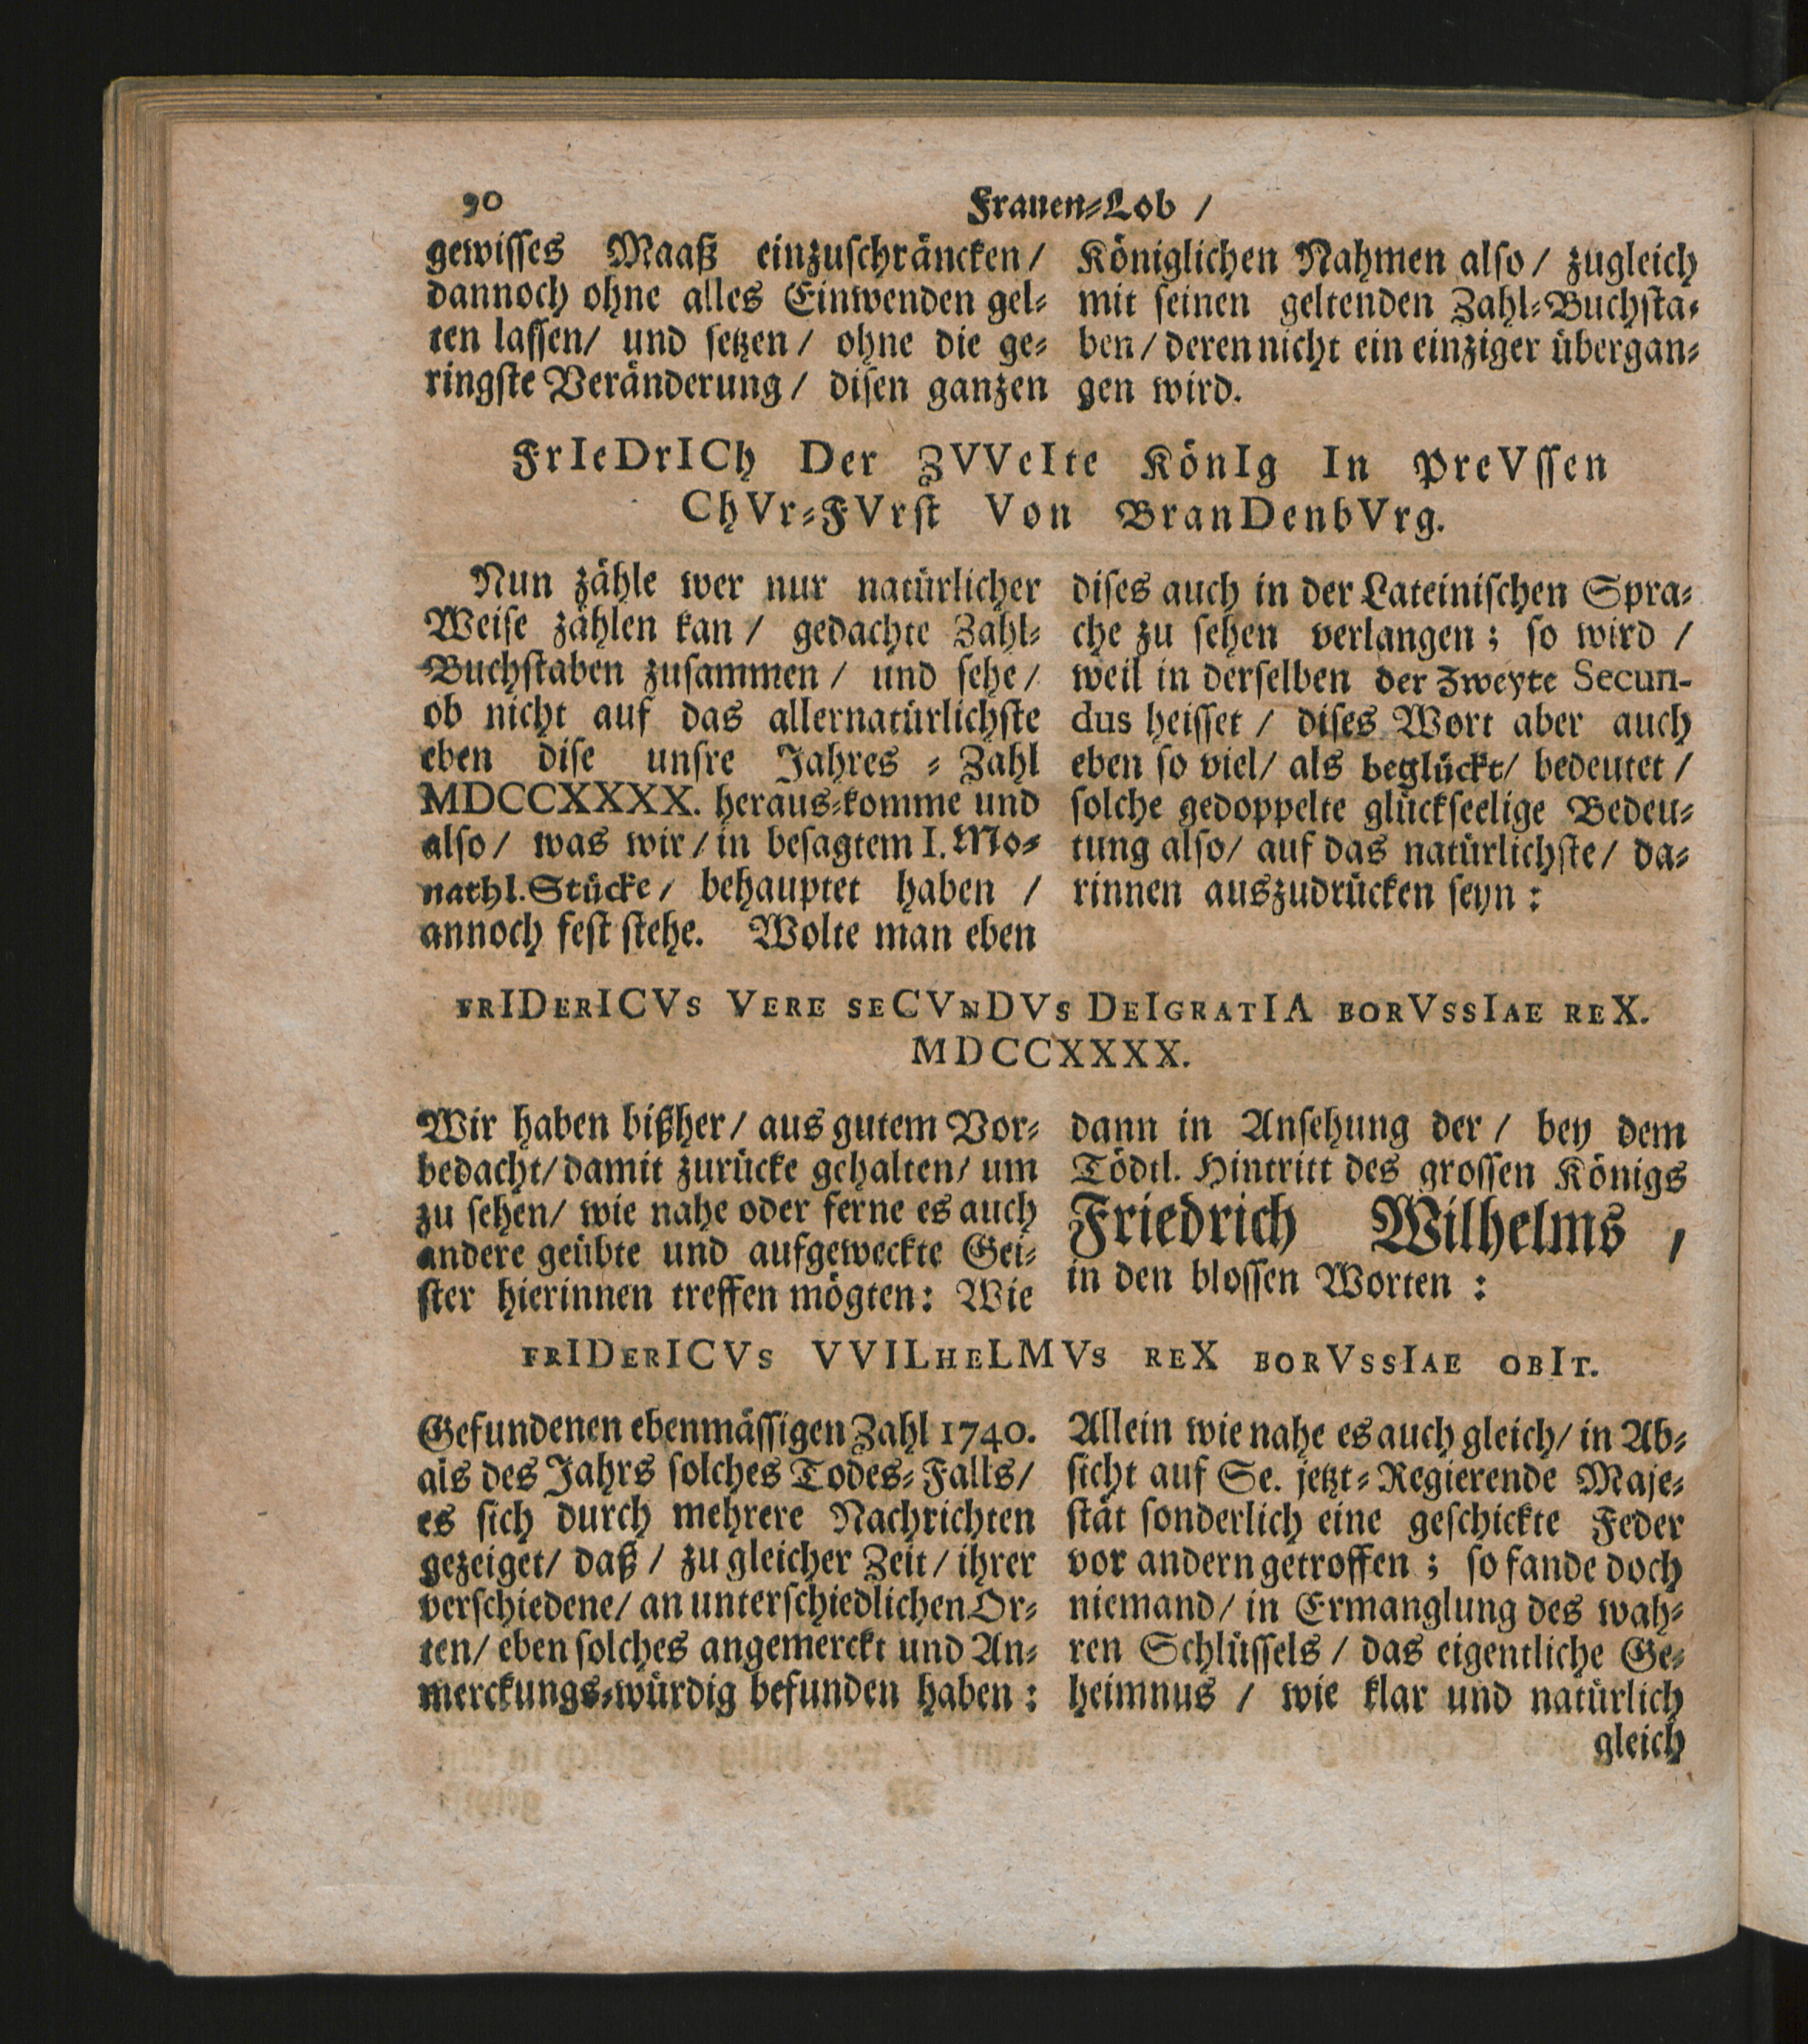 90
Frauen-Lob /
gewisses Maaß einzuschräncken /
dannoch ohne alles Einwenden gel-
ten lassen / und setzen / ohne die ge-
ringste Veränderung / disen ganzen
Königlichen Nahmen also / zugleich
mit seinen geltenden Zahl-Buchsta-
ben / deren nicht ein einziger übergan-
gen wird.
FrIeDrICh Der ZVVeIte KönIg In PreVssen
ChVr-FVrst Von BranDenbVrg.
Nun zähle wer nur natürlicher
Weise zählen kan / gedachte Zahl-
Buchstaben zusammen / und sehe /
ob nicht auf das allernatürlichste
eben dise unsre Jahres - Zahl
MDCCXXXX. heraus-komme und
also / was wir / in besagtem I. Mo-
nathl. Stücke / behauptet haben /
annoch fest stehe. Wolte man eben
dises auch in der Lateinischen Spra-
che zu sehen verlangen ; so wird /
weil in derselben der Zweyte Secun-
dus heisset / dises Wort aber auch
eben so viel / als beglückt / bedeutet /
solche gedoppelte glückseelige Bedeu-
tung also / auf das natürlichste / da-
rinnen auszudrücken seyn :
FRIDERICVS VERE SECVNDVS DEIGRATIA BORVSSIAE REX.
MDCCXXXX.
Wir haben bißher / aus gutem Vor-
bedacht / damit zurücke gehalten / um
zu sehen / wie nahe oder ferne es auch
andere geübte und aufgeweckte Gei-
ster hierinnen treffen mögten : Wie
dann in Ansehung der / bey dem
Tödtl. Hintritt des grossen Königs
Friedrich Wilhelms /
in den blossen Worten :
FRIDERICVS VVILHELMVS REX BORVSSIAE OBIT.
Gefundenen ebenmässigen Zahl 1740.
als des Jahrs solches Todes-Falls /
es sich durch mehrere Nachrichten
gezeiget / daß / zu gleicher Zeit / ihrer
verschiedene / an unterschiedlichen Or-
ten / eben solches angemerckt und An-
merckungs-würdig befunden haben :
Allein wie nahe es auch gleich / in Ab-
sicht auf Se. jetzt-Regierende Maje-
stät sonderlich eine geschickte Feder
vor andern getroffen ; so fande doch
niemand / in Ermanglung des wah-
ren Schlüssels / das eigentliche Ge-
heimnus / wie klar und natürlich
gleich